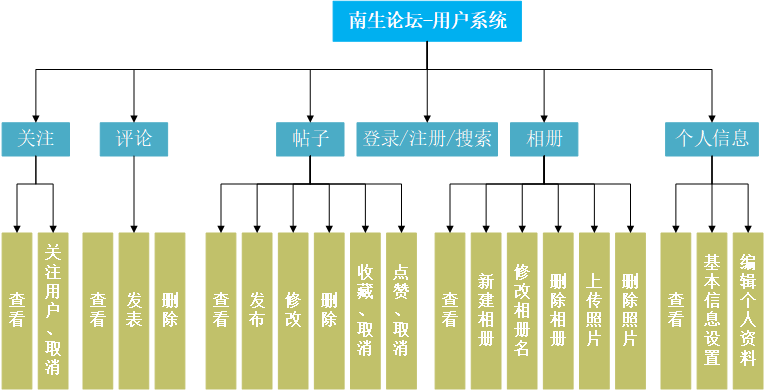 南生论坛-用户系统
关注
评论
帖子
登录/注册/搜索
相册
个人信息
查看
关注用户、取消
查看
发表
删除
查看
发布
修改
删除
收藏、取消
点赞、取消
查看
新建相册
修改相册名
删除相册
上传照片
删除照片
查看
基本信息设置
编辑个人资料